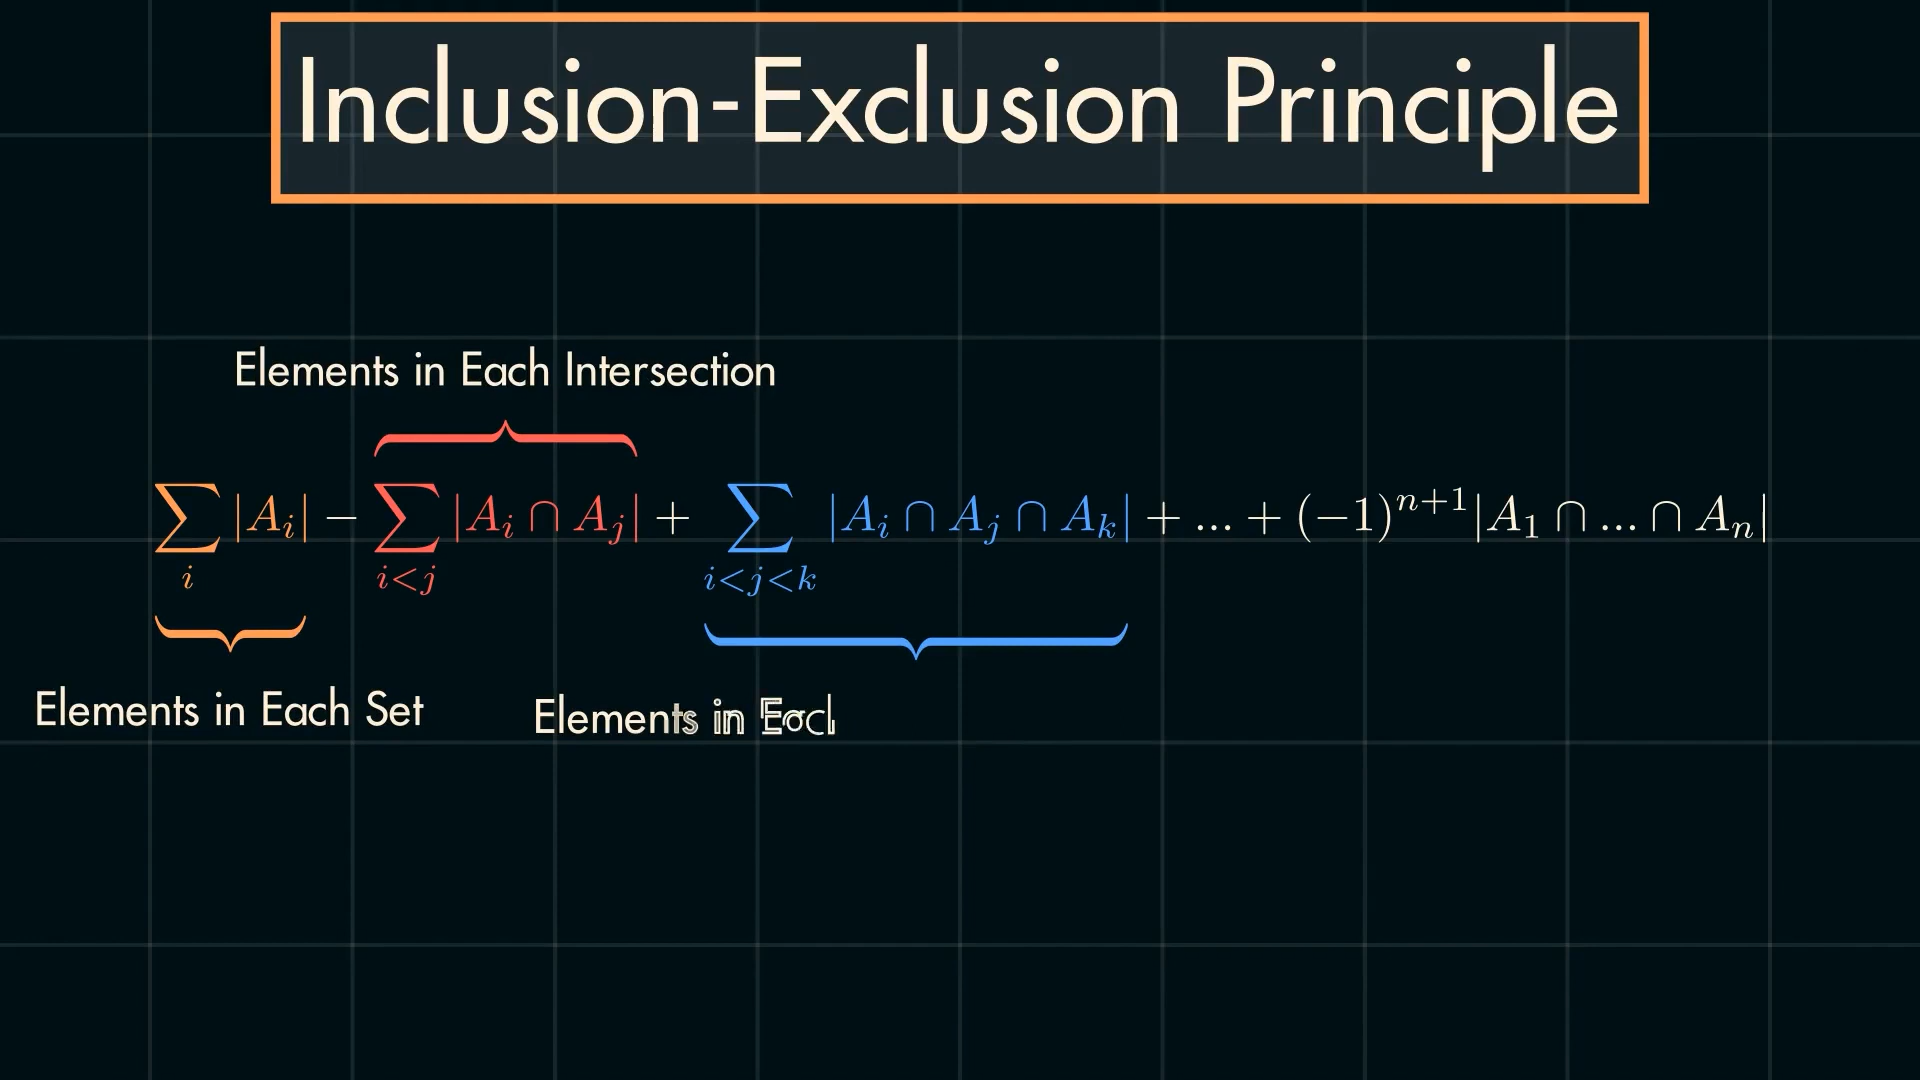 Inclusion-Exclusion Principle
Elements in Each Intersection
∑ |A_i| − ∑ |A_i ∩ A_j| + ∑ |A_i ∩ A_j ∩ A_k| + ... + (−1)^{n+1}|A_1 ∩ ... ∩ A_n|
i i<j i<j<k
Elements in Each Set
Elements in